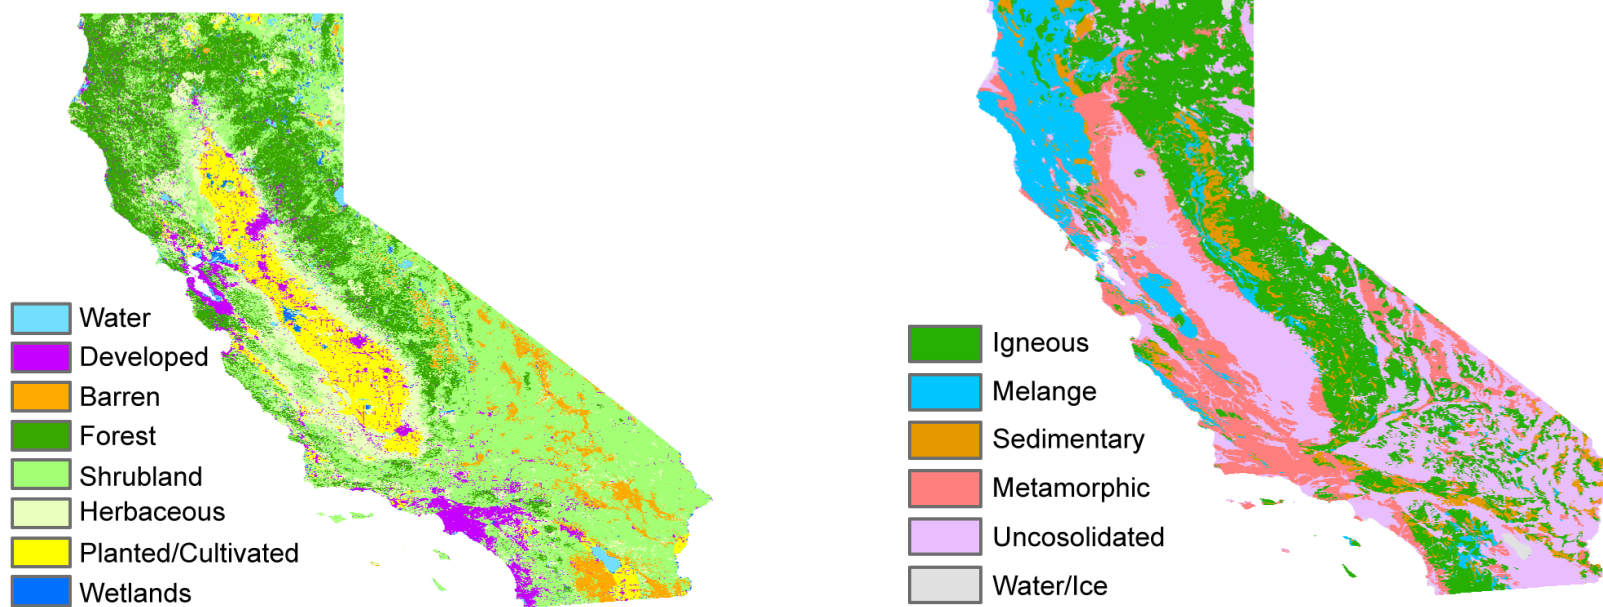 Water
Developed
Barren
Forest
Shrubland
Herbaceous
Planted/Cultivated
Wetlands
Igneous
Melange
Sedimentary
Metamorphic
Uncosolidated
Water/Ice